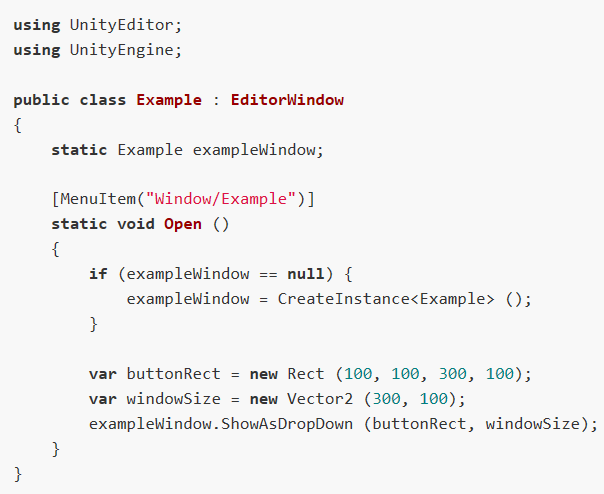 using UnityEditor;
using UnityEngine;

public class Example : EditorWindow
{
    static Example exampleWindow;

    [MenuItem("Window/Example")]
    static void Open ()
    {
        if (exampleWindow == null) {
            exampleWindow = CreateInstance<Example> ();
        }

        var buttonRect = new Rect (100, 100, 300, 100);
        var windowSize = new Vector2 (300, 100);
        exampleWindow.ShowAsDropDown (buttonRect, windowSize);
    }
}